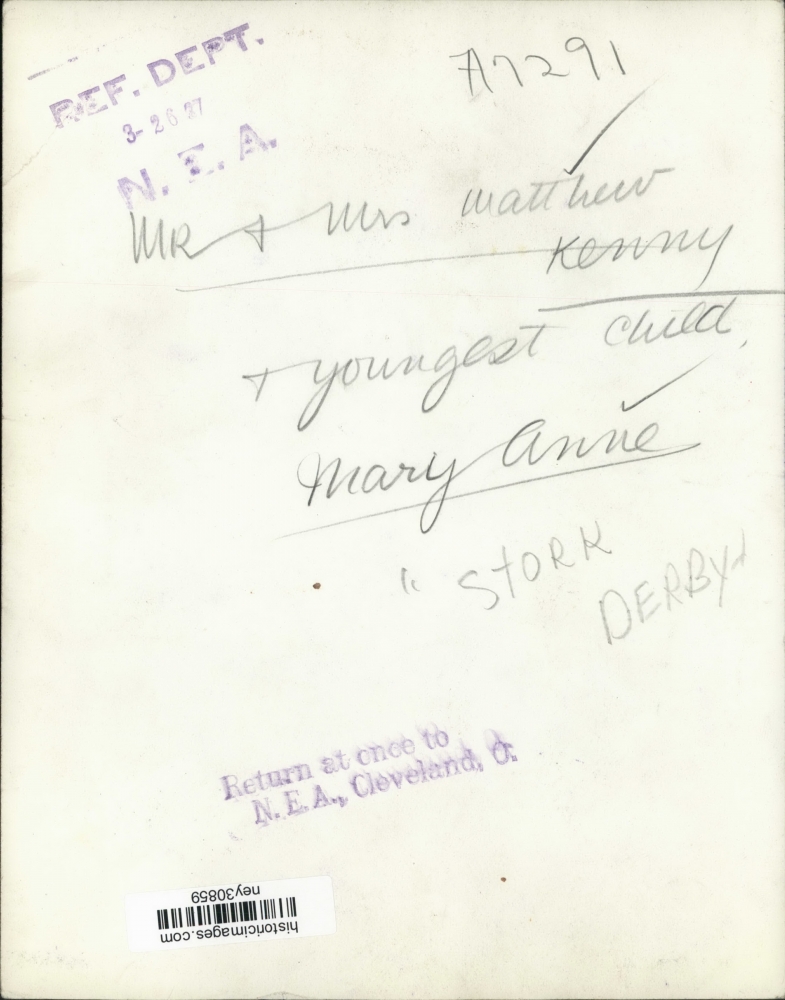 REF. DEPT.
3-26 37
N. E. A.
A7291
Mr + Mrs Matthew
Kenny
+ youngest child,
Mary Anne
" STORK
DERBY"
Return at once to
N. E. A., Cleveland, O.
historicimages.com
ney30859